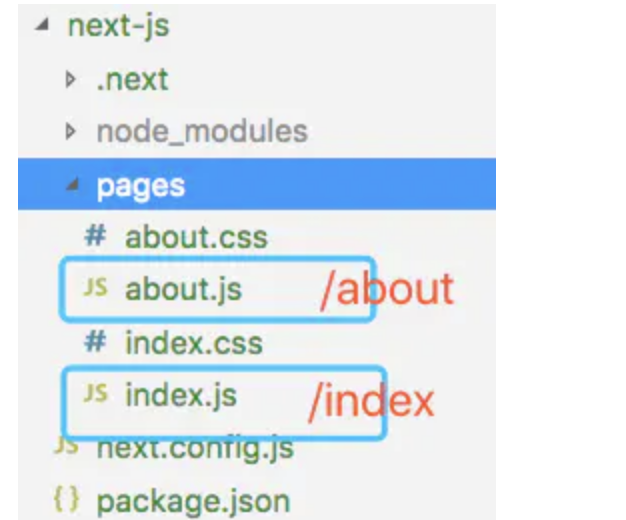 next-js
.next
node_modules
pages
# about.css
JS about.js /about
# index.css
JS index.js /index
JS next.config.js
{} package.json